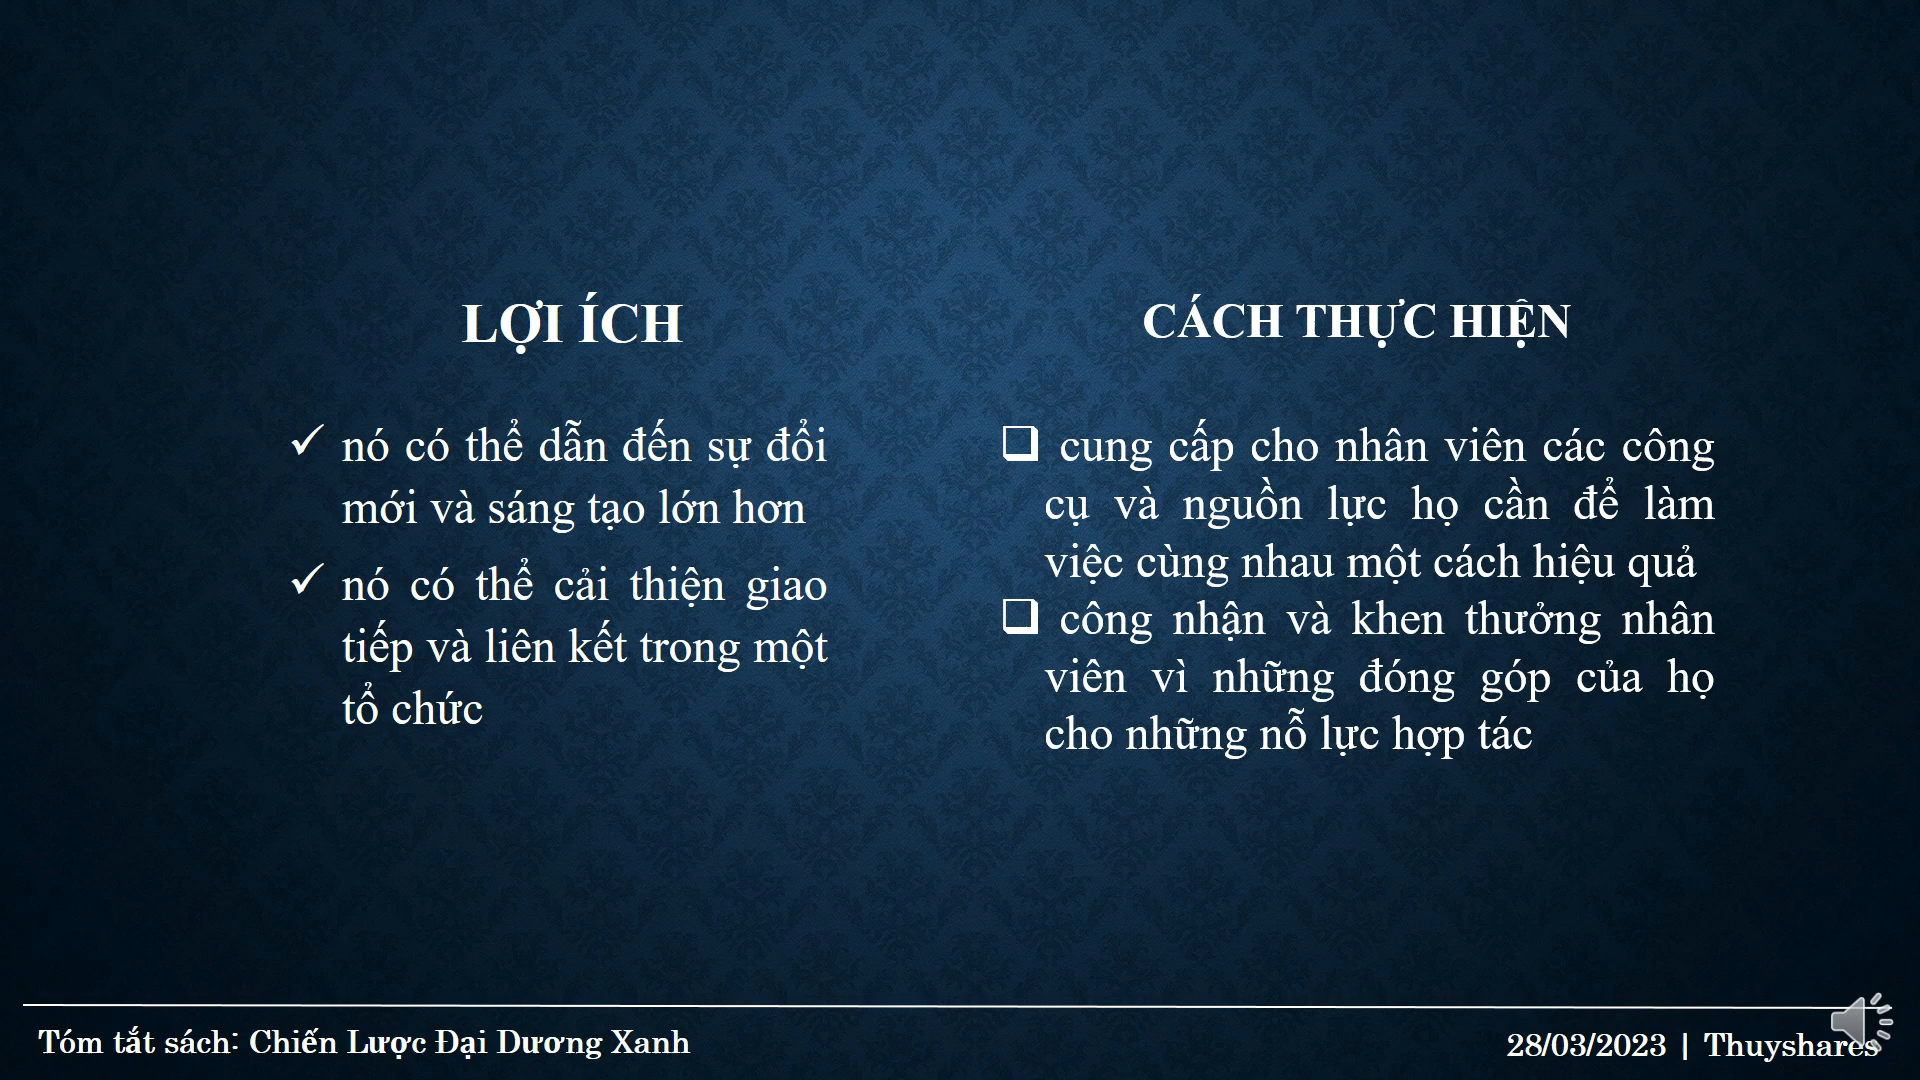 LỢI ÍCH
nó có thể dẫn đến sự đổi
mới và sáng tạo lớn hơn
nó có thể cải thiện giao
tiếp và liên kết trong một
tổ chức
CÁCH THỰC HIỆN
cung cấp cho nhân viên các công
cụ và nguồn lực họ cần để làm
việc cùng nhau một cách hiệu quả
công nhận và khen thưởng nhân
viên vì những đóng góp của họ
cho những nỗ lực hợp tác
Tóm tắt sách: Chiến Lược Đại Dương Xanh
28/03/2023 | Thuyshares